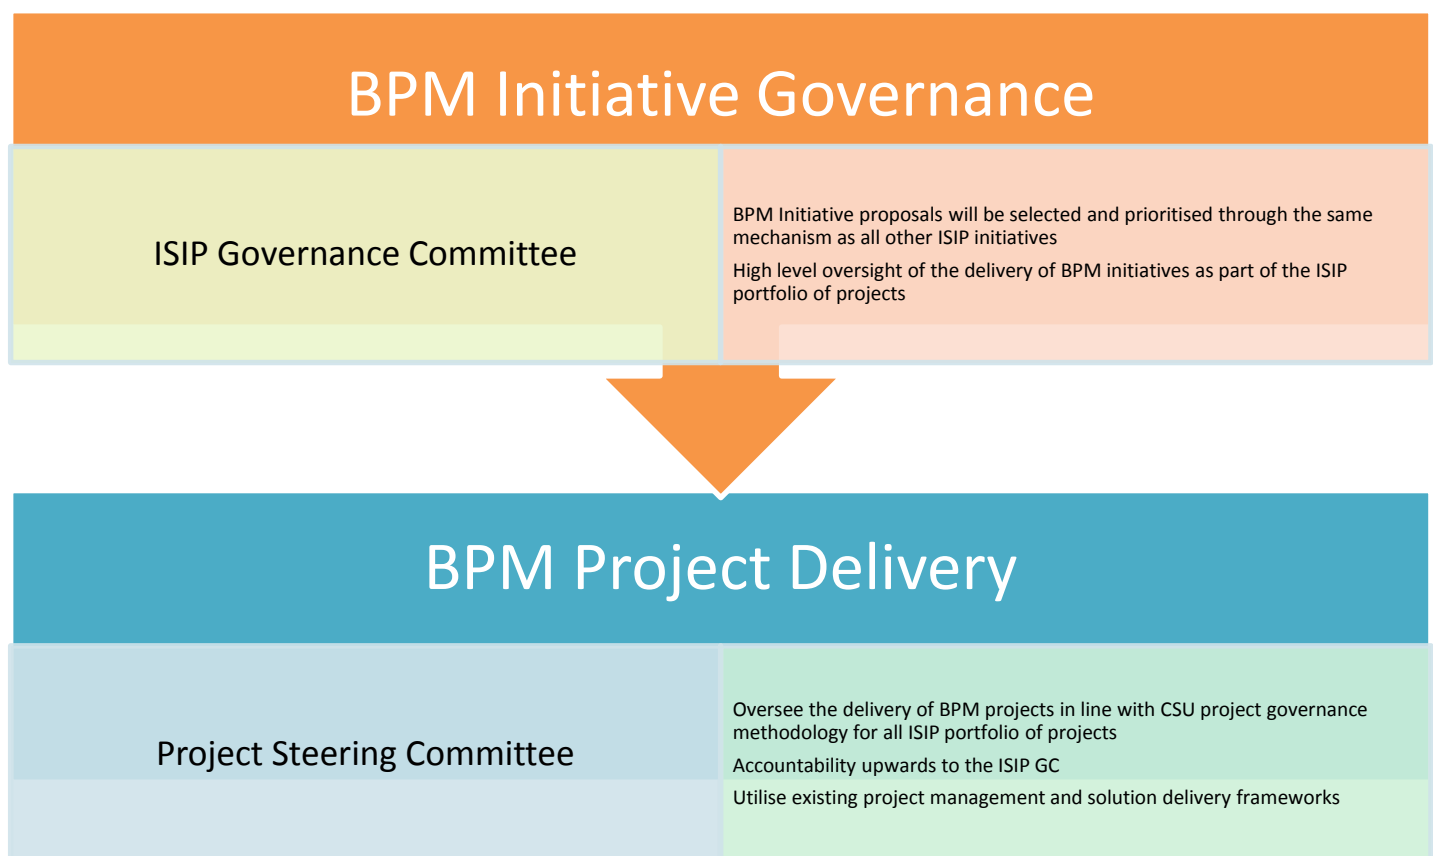 BPM Initiative Governance
ISIP Governance Committee
BPM Initiative proposals will be selected and prioritised through the same
mechanism as all other ISIP initiatives
High level oversight of the delivery of BPM initiatives as part of the ISIP
portfolio of projects
BPM Project Delivery
Project Steering Committee
Oversee the delivery of BPM projects in line with CSU project governance
methodology for all ISIP portfolio of projects
Accountability upwards to the ISIP GC
Utilise existing project management and solution delivery frameworks